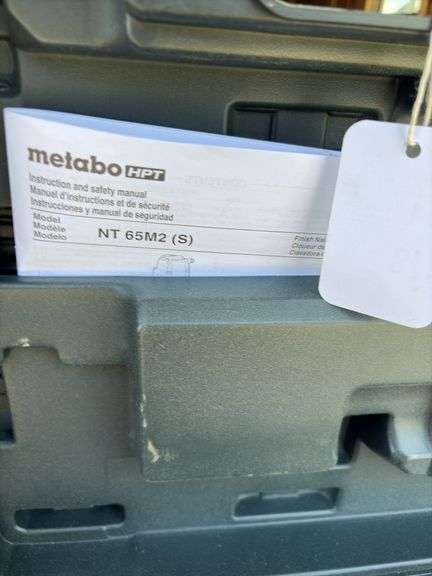 metabo HPT
Instruction and safety manual
Manuel d'instructions et de sécurité
Instrucciones y manual de seguridad
Model
Modèle
Modelo
NT 65M2 (S)
Finish Nai
Cloueur de
Clavadora